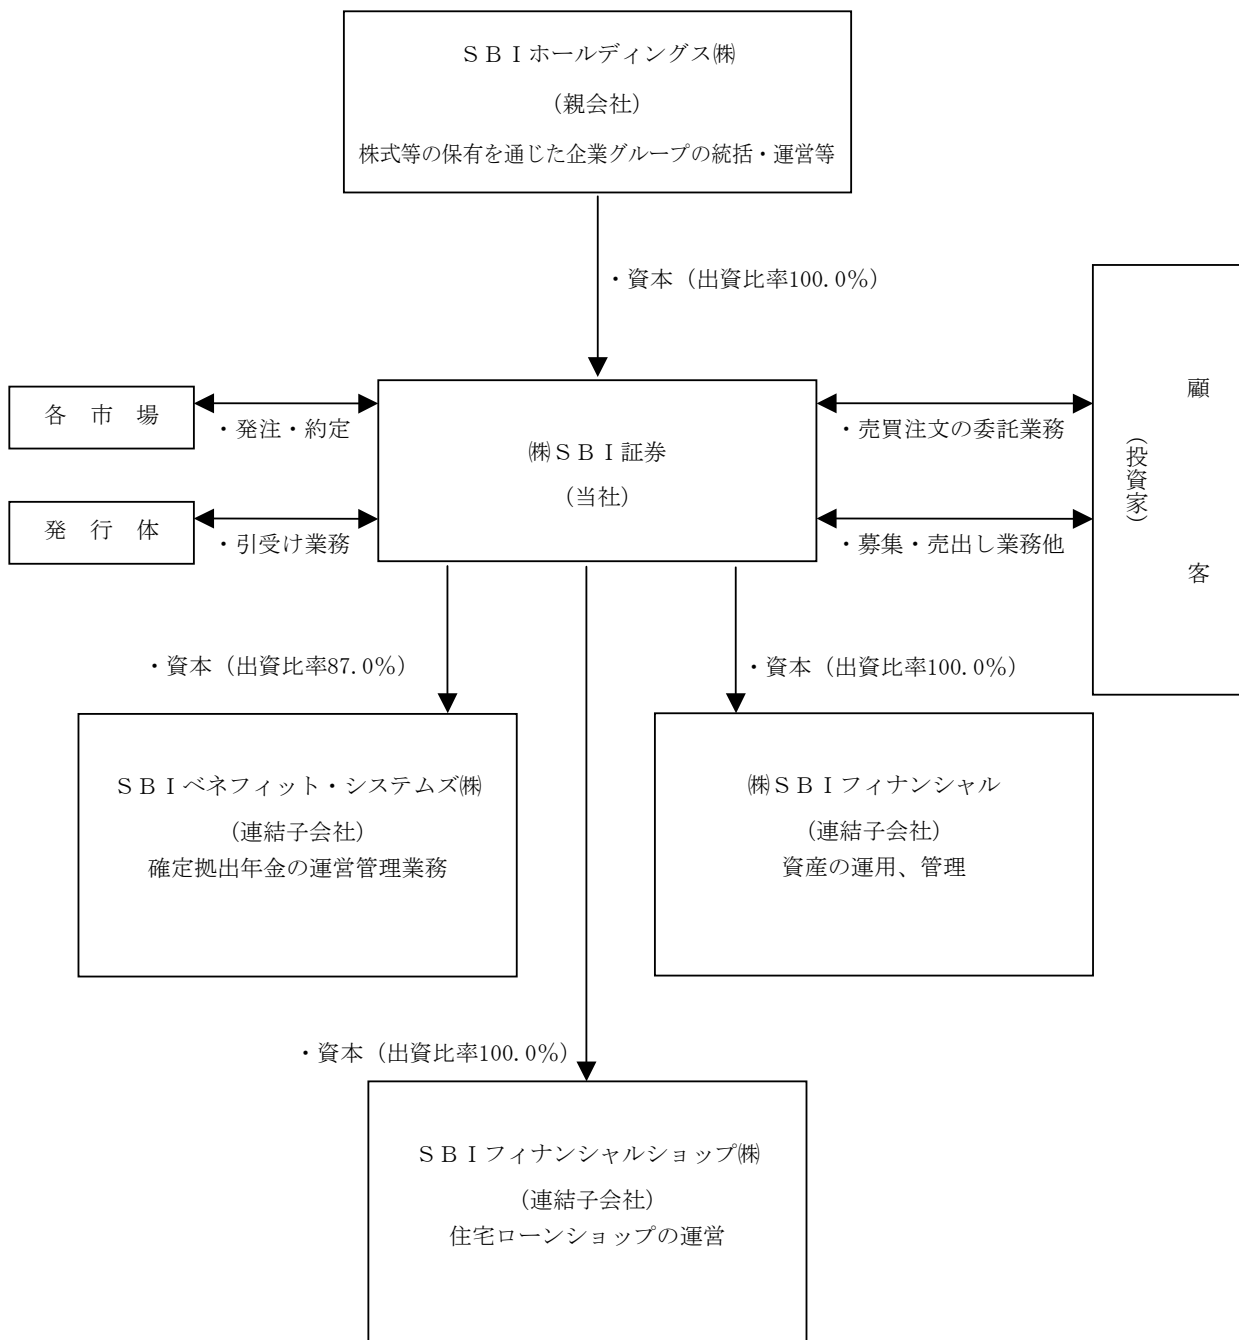 ＳＢＩホールディングス㈱
（親会社）
株式等の保有を通じた企業グループの統括・運営等
・資本（出資比率100.0％）
各　市　場
・発注・約定
㈱ＳＢＩ証券
（当社）
・売買注文の委託業務
顧　客
（投資家）
発　行　体
・引受け業務
・募集・売出し業務他
・資本（出資比率87.0％）
・資本（出資比率100.0％）
ＳＢＩベネフィット・システムズ㈱
（連結子会社）
確定拠出年金の運営管理業務
㈱ＳＢＩフィナンシャル
（連結子会社）
資産の運用、管理
・資本（出資比率100.0％）
ＳＢＩフィナンシャルショップ㈱
（連結子会社）
住宅ローンショップの運営